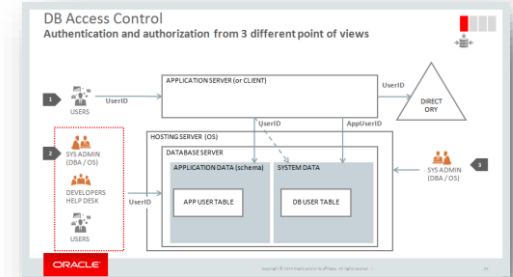 DB Access Control
Authentication and authorization from 3 different point of views
APPLICATION SERVER (or CLIENT)
UserID
1
USERS
UserID
DIRECT
ORY
UserID
AppUserID
HOSTING SERVER (OS)
2
SYS ADMIN
(DBA / OS)
DATABASE SERVER
APPLICATION DATA (schema)
SYSTEM DATA
SYS ADMIN
(DBA / OS)
3
DEVELOPERS
HELP DESK
UserID
APP USER TABLE
DB USER TABLE
USERS
ORACLE